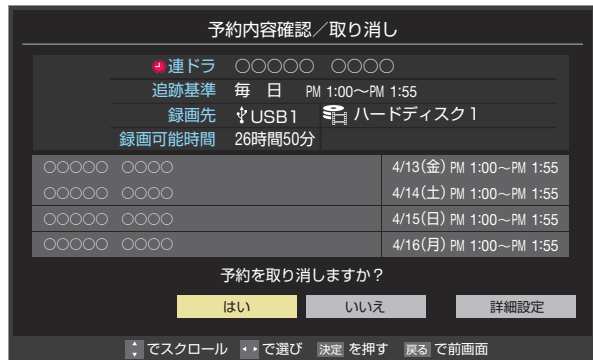 予約内容確認／取り消し
連ドラ ○○○○○ ○○○○
追跡基準 毎 日 PM 1:00～PM 1:55
録画先 USB1 ハードディスク1
録画可能時間 26時間50分
○○○○○ ○○○○ 4/13(金) PM 1:00～PM 1:55
○○○○○ ○○○○ 4/14(土) PM 1:00～PM 1:55
○○○○○ ○○○○ 4/15(日) PM 1:00～PM 1:55
○○○○○ ○○○○ 4/16(月) PM 1:00～PM 1:55
予約を取り消しますか？
はい いいえ 詳細設定
でスクロール で選び 決定 を押す 戻る で前画面